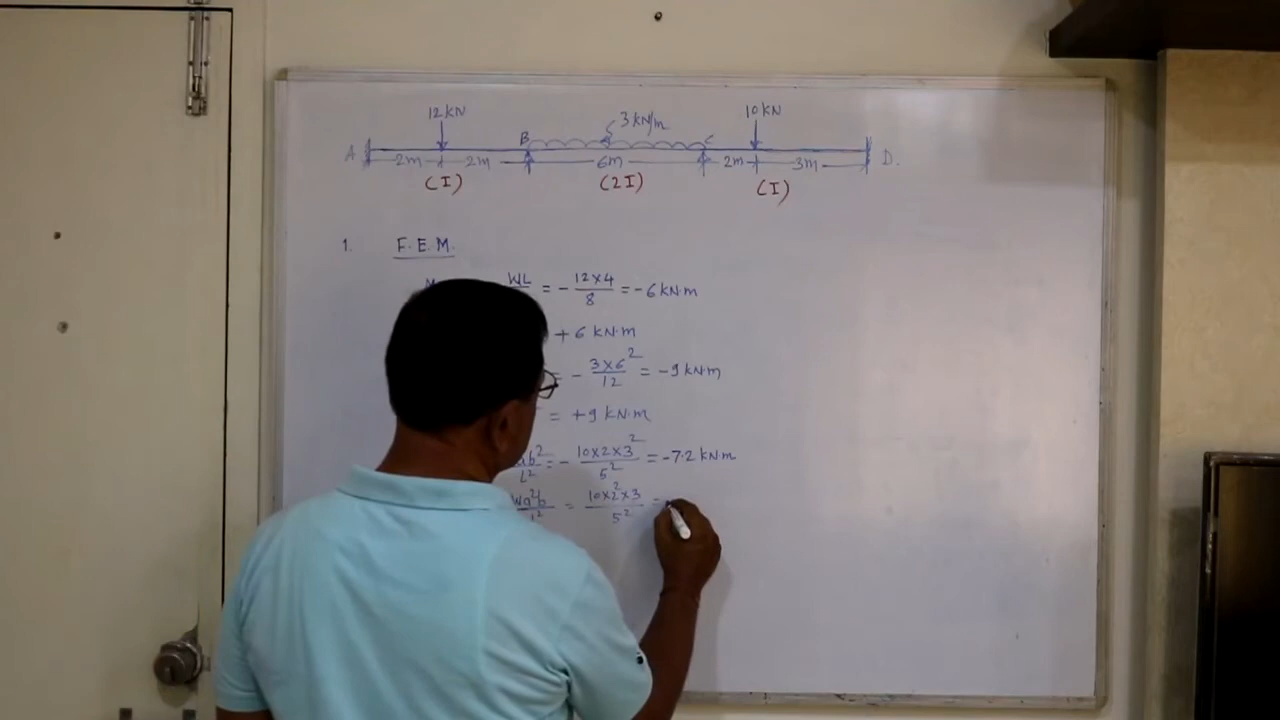 12 kN 3 kN/m 10 kN
A B C D.
2m 2m 6m 2m 3m
(I) (2I) (I)
1. F.E.M.
WL = - 12×4 / 8 = - 6 kN·m
+ 6 kN·m
= - 3×6² / 12 = - 9 kN·m
= + 9 kN·m
ab² / L² = - 10×2×3² / 5² = - 7.2 kN·m
Wa²b / L² = 10×2²×3 / 5² =